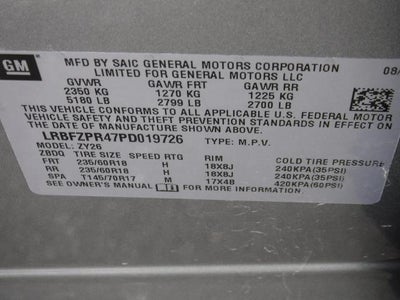 GM
MFD BY SAIC GENERAL MOTORS CORPORATION 08/
LIMITED FOR GENERAL MOTORS LLC
GVWR GAWR FRT GAWR RR
2350 KG 1270 KG 1225 KG
5180 LB 2799 LB 2700 LB
THIS VEHICLE CONFORMS TO ALL APPLICABLE U.S. FEDERAL MOTOR
VEHICLE SAFETY AND THEFT PREVENTION STANDARDS IN EFFECT ON
THE DATE OF MANUFACTURE SHOWN ABOVE.
LRBFZPR47PD019726 TYPE: M.P.V.
MODEL: ZY26
ZBDQ TIRE SIZE SPEED RTG RIM COLD TIRE PRESSURE
FRT 235/60R18 H 18X8J 240KPA(35PSI)
RR 235/60R18 H 18X8J 240KPA(35PSI)
SPA T145/70R17 M 17X4B 420KPA(60PSI)
SEE OWNER'S MANUAL FOR MORE INFORMATION